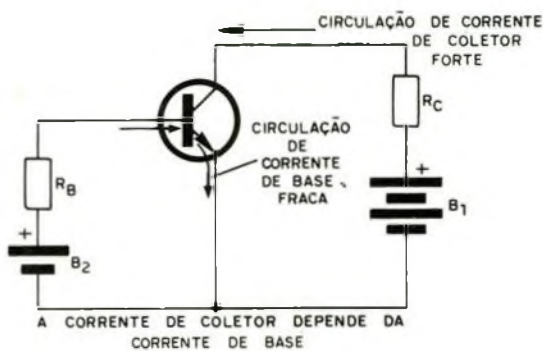 CIRCULAÇÃO DE CORRENTE
DE COLETOR
FORTE
RC
CIRCULAÇÃO
DE
CORRENTE
DE BASE
FRACA
RB
+
B1
+
B2
A CORRENTE DE COLETOR DEPENDE DA
CORRENTE DE BASE